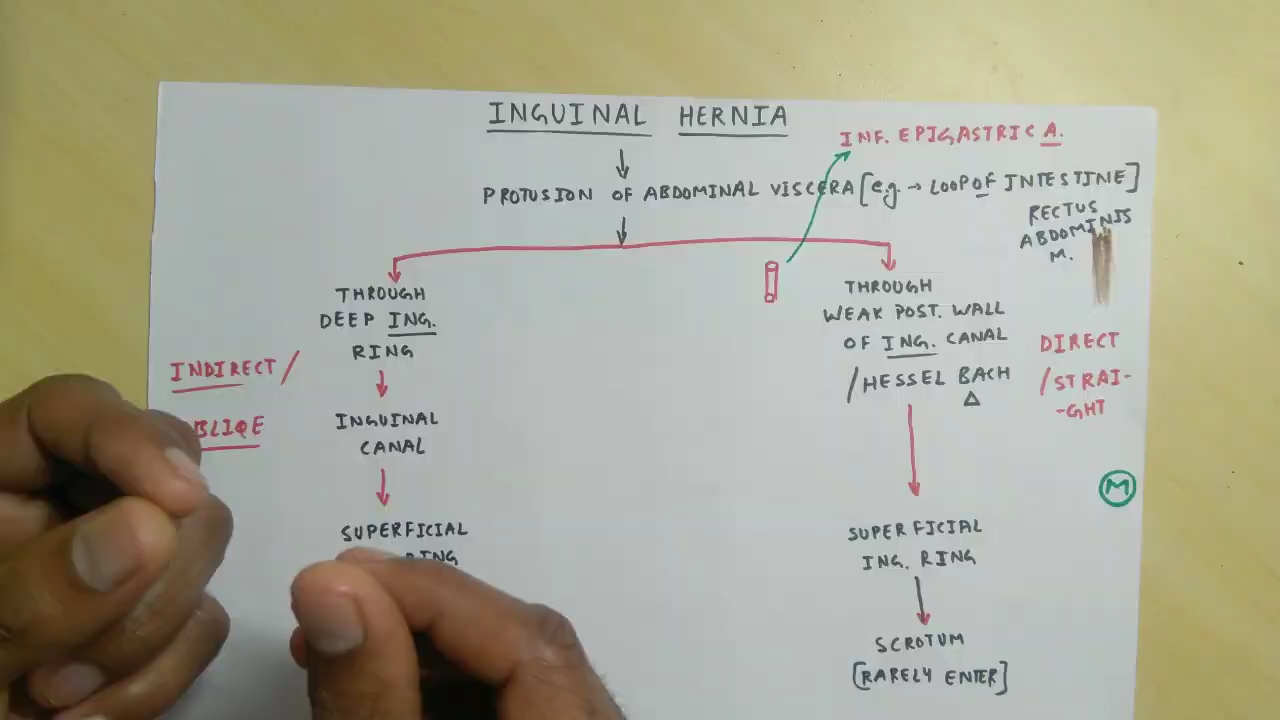 INGUINAL HERNIA
INF. EPIGASTRIC A.
PROTUSION OF ABDOMINAL VISCERA [e.g. → LOOP OF INTESTINE]
RECTUS
ABDOMINIS
M.
THROUGH
DEEP ING.
RING
INDIRECT /
BLIQE
INGUINAL
CANAL
SUPERFICIAL
RING
THROUGH
WEAK POST. WALL
OF ING. CANAL
/HESSEL BACH
Δ
DIRECT
/STRAI-
-GHT
M
SUPERFICIAL
ING. RING
SCROTUM
[RARELY ENTER]